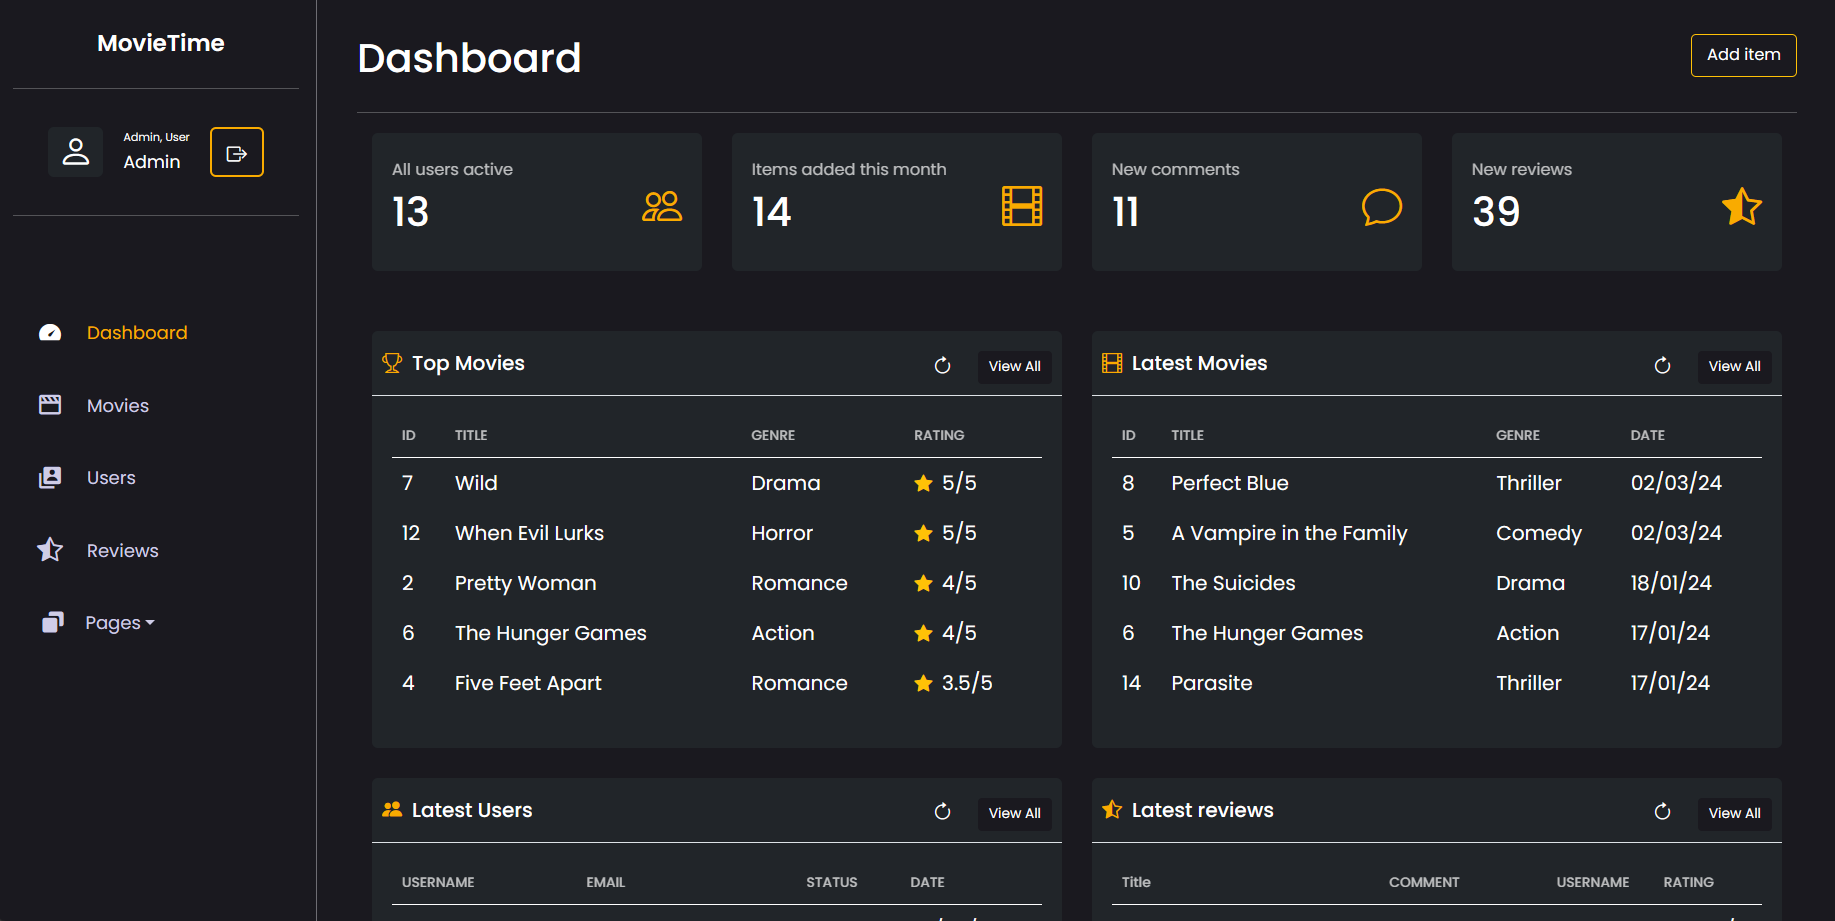 MovieTime
Admin, User
Admin
Dashboard
Movies
Users
Reviews
Pages
Dashboard
Add item
All users active
13
Items added this month
14
New comments
11
New reviews
39
Top Movies
View All
ID TITLE GENRE RATING
7 Wild Drama 5/5
12 When Evil Lurks Horror 5/5
2 Pretty Woman Romance 4/5
6 The Hunger Games Action 4/5
4 Five Feet Apart Romance 3.5/5
Latest Movies
View All
ID TITLE GENRE DATE
8 Perfect Blue Thriller 02/03/24
5 A Vampire in the Family Comedy 02/03/24
10 The Suicides Drama 18/01/24
6 The Hunger Games Action 17/01/24
14 Parasite Thriller 17/01/24
Latest Users
View All
USERNAME EMAIL STATUS DATE
Latest reviews
View All
Title COMMENT USERNAME RATING